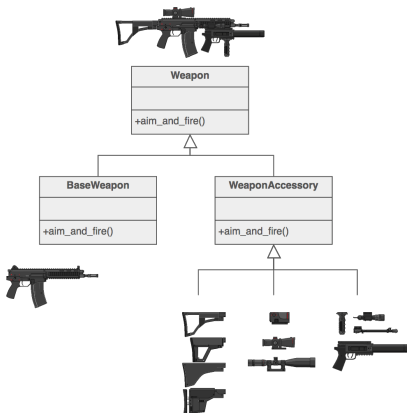 Weapon
+aim_and_fire()
BaseWeapon
+aim_and_fire()
WeaponAccessory
+aim_and_fire()